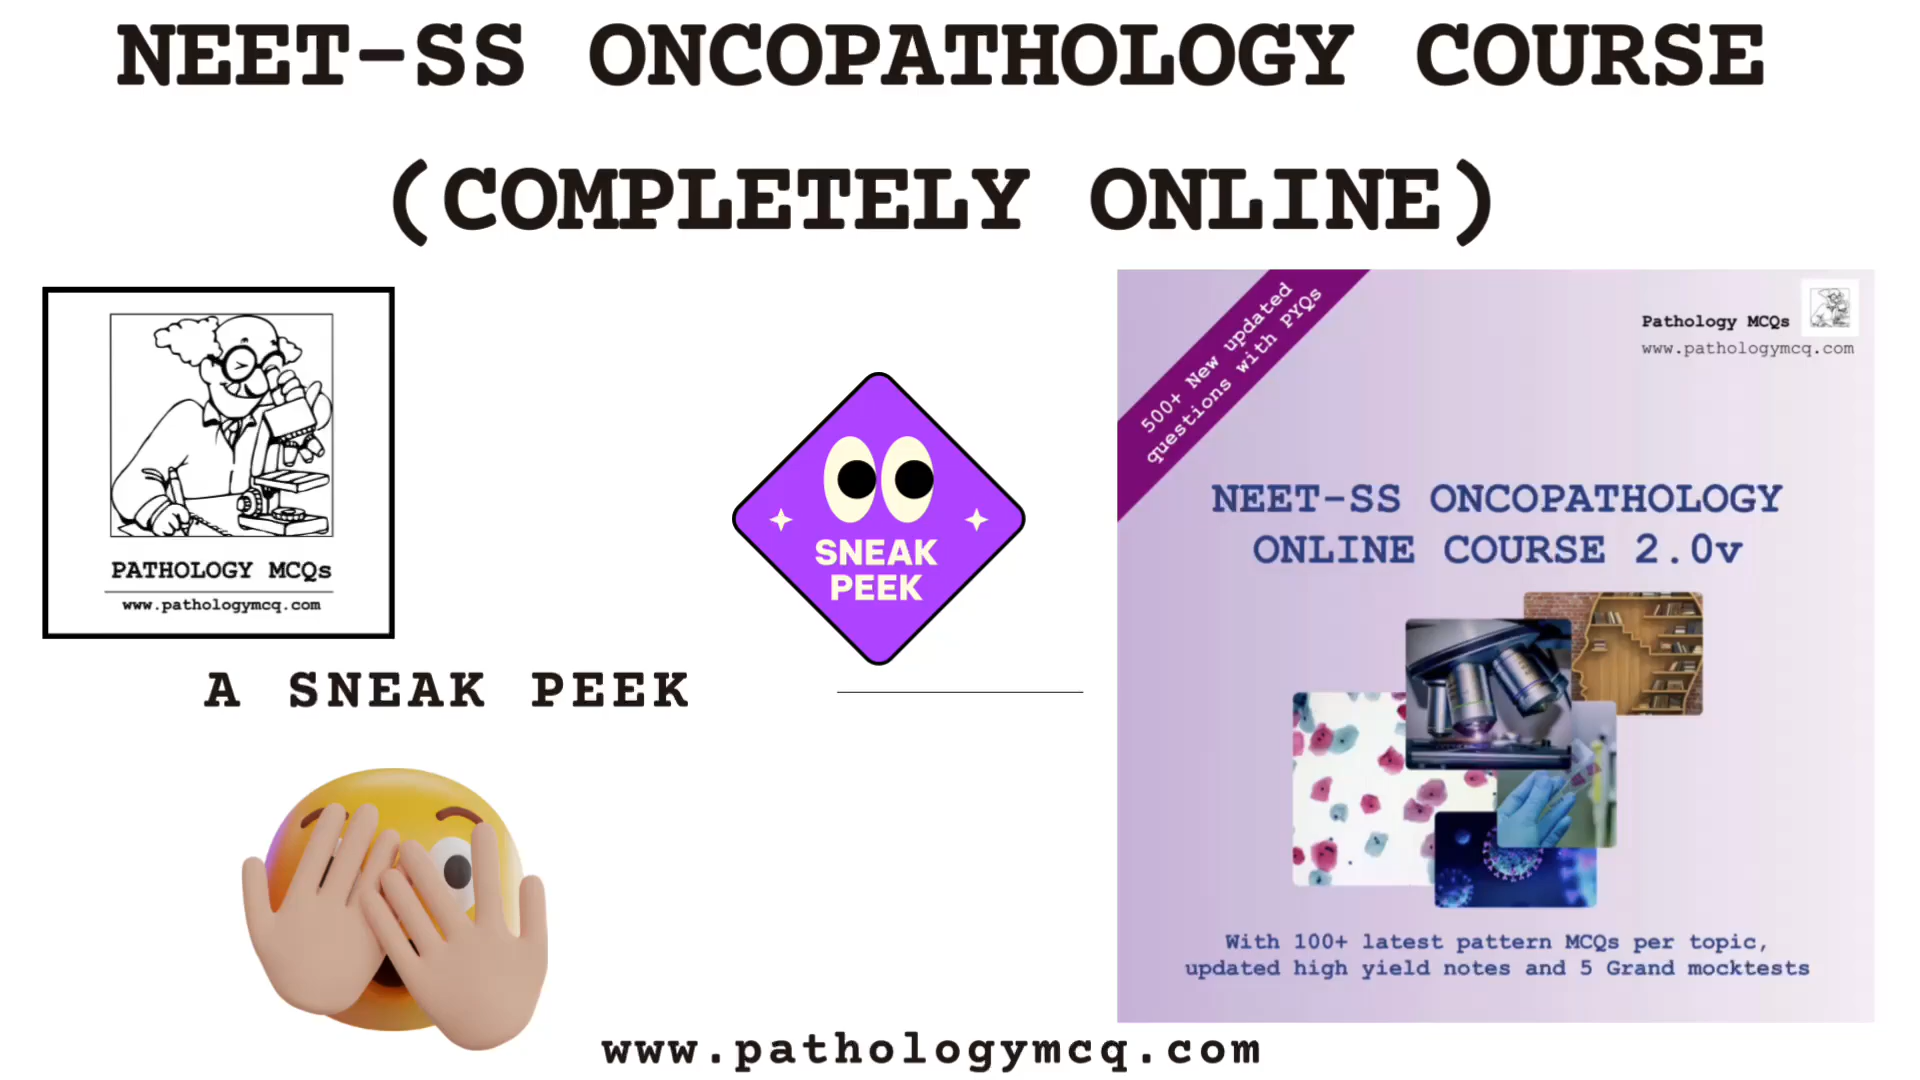 NEET-SS ONCOPATHOLOGY COURSE
(COMPLETELY ONLINE)
PATHOLOGY MCQs
www.pathologymcq.com
A SNEAK PEEK
SNEAK
PEEK
500+ New updated
questions with PYQs
Pathology MCQs
www.pathologymcq.com
NEET-SS ONCOPATHOLOGY
ONLINE COURSE 2.0v
With 100+ latest pattern MCQs per topic,
updated high yield notes and 5 Grand mocktests
www.pathologymcq.com